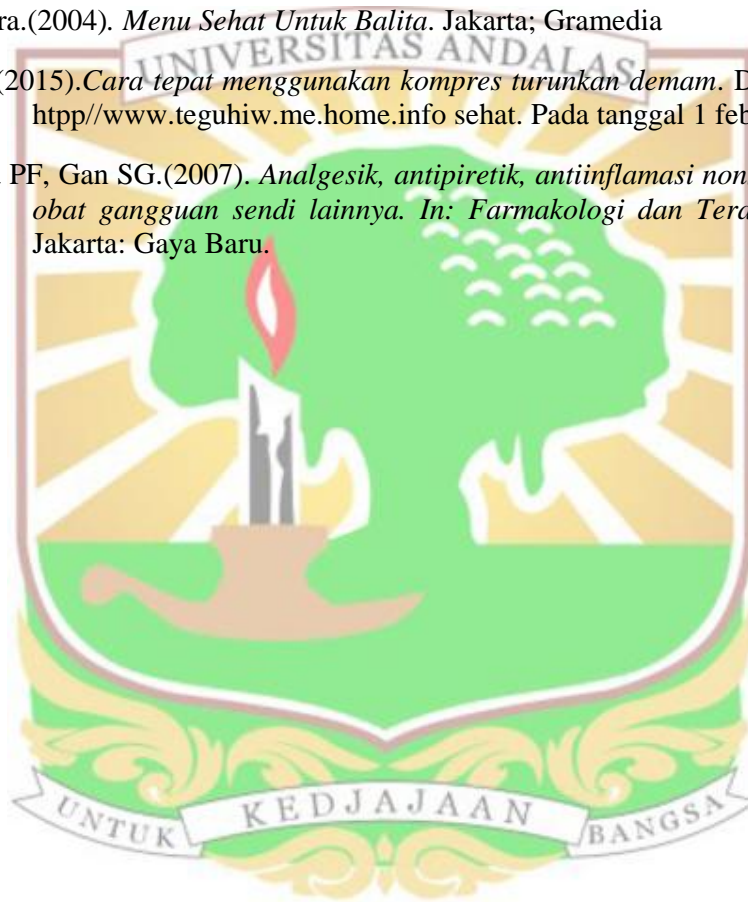 ra.(2004). Menu Sehat Untuk Balita. Jakarta; Gramedia
UNIVERSITAS ANDALAS
(2015).Cara tepat menggunakan kompres turunkan demam. D
htpp//www.teguhiw.me.home.info sehat. Pada tanggal 1 feb
PF, Gan SG.(2007). Analgesik, antipiretik, antiinflamasi non
obat gangguan sendi lainnya. In: Farmakologi dan Tera
Jakarta: Gaya Baru.
UNTUK KEDJAJAAN BANGSA